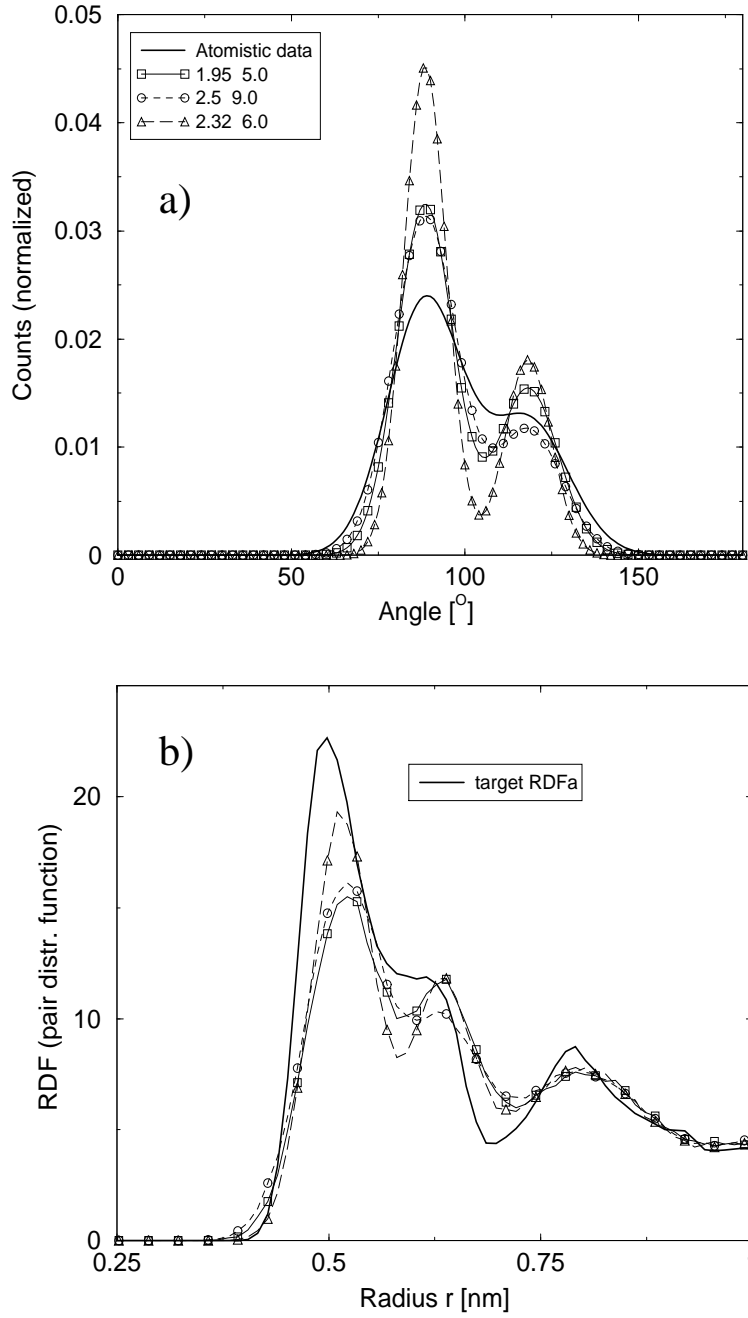 0.05
Atomistic data
1.95 5.0
2.5 9.0
2.32 6.0
0.04
a)
0.03
Counts (normalized)
0.02
0.01
0
0 50 100 150
Angle [O]
b)
target RDFa
20
RDF (pair distr. function)
10
0
0.25 0.5 0.75
Radius r [nm]